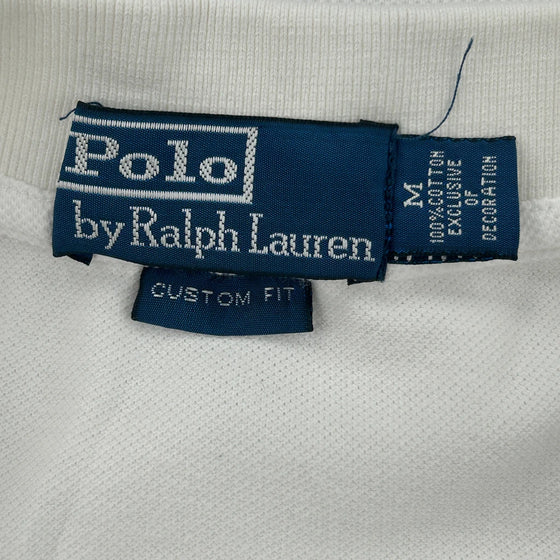 Polo
by Ralph Lauren
CUSTOM FIT
M
100% COTTON
EXCLUSIVE
OF
DECORATION